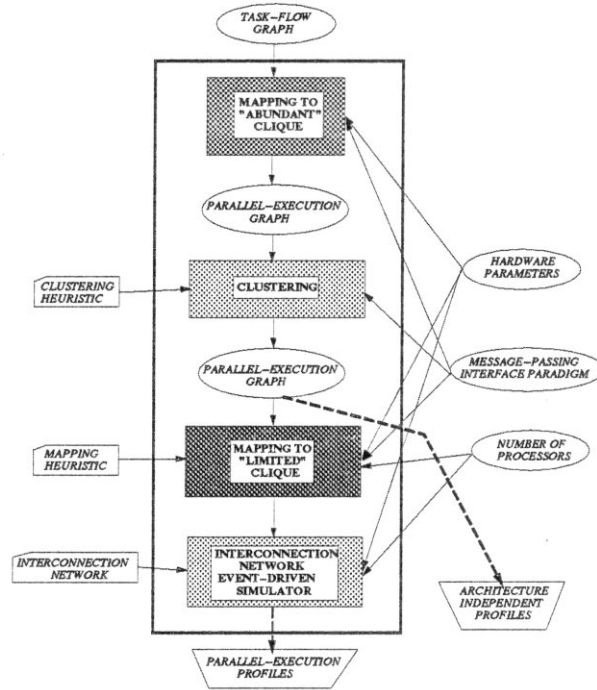 TASK-FLOW
GRAPH
MAPPING TO
"ABUNDANT"
CLIQUE
PARALLEL-EXECUTION
GRAPH
HARDWARE
PARAMETERS
CLUSTERING
HEURISTIC
CLUSTERING
PARALLEL-EXECUTION
GRAPH
MESSAGE-PASSING
INTERFACE PARADIGM
MAPPING
HEURISTIC
MAPPING TO
"LIMITED"
CLIQUE
NUMBER OF
PROCESSORS
INTERCONNECTION
NETWORK
INTERCONNECTION
NETWORK
EVENT-DRIVEN
SIMULATOR
ARCHITECTURE
INDEPENDENT
PROFILES
PARALLEL-EXECUTION
PROFILES